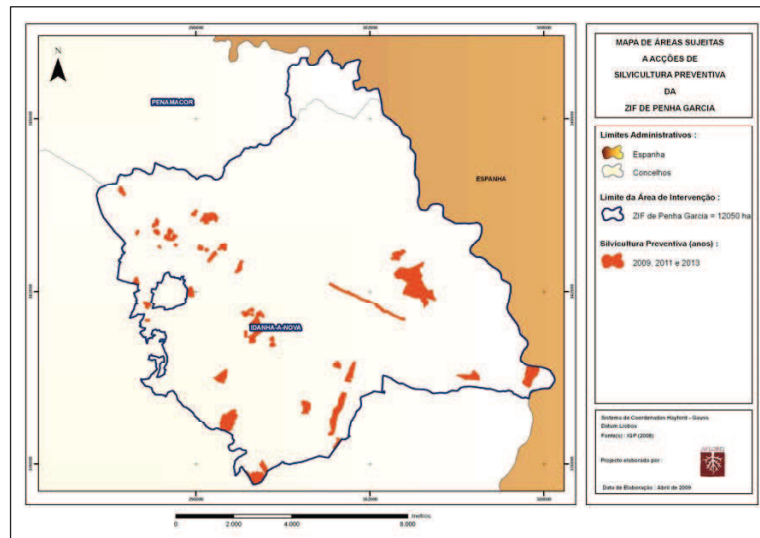 N
PENAMACOR
ESPANHA
IDANHA-A-NOVA
MAPA DE ÁREAS SUJEITAS
A ACÇÕES DE
SILVICULTURA PREVENTIVA
DA
ZIF DE PENHA GARCIA
Limites Administrativos :
Espanha
Concelhos
Limite da Área de Intervenção :
ZIF de Penha Garcia = 12050 ha
Silvicultura Preventiva (anos) :
2009, 2011 e 2013
Sistema de Coordenadas Hayford - Gauss
Datum Lisboa
Fonte(s) : IGP (2008)
Projecto elaborado por :
Data de Elaboração : Abril de 2009
metros
0 2.000 4.000 8.000